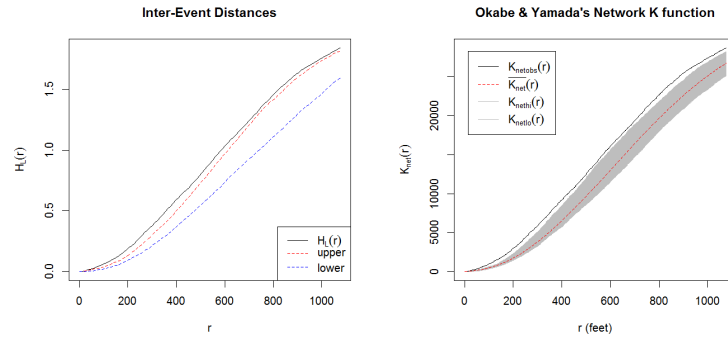 Inter-Event Distances
H_L(r)
0.0
0.5
1.0
1.5
H_L(r)
upper
lower
0 200 400 600 800 1000
r
Okabe & Yamada's Network K function
K_net(r)
0
5000
10000
20000
K_netobs(r)
K_net(r)
K_nethi(r)
K_netlo(r)
0 200 400 600 800 1000
r (feet)